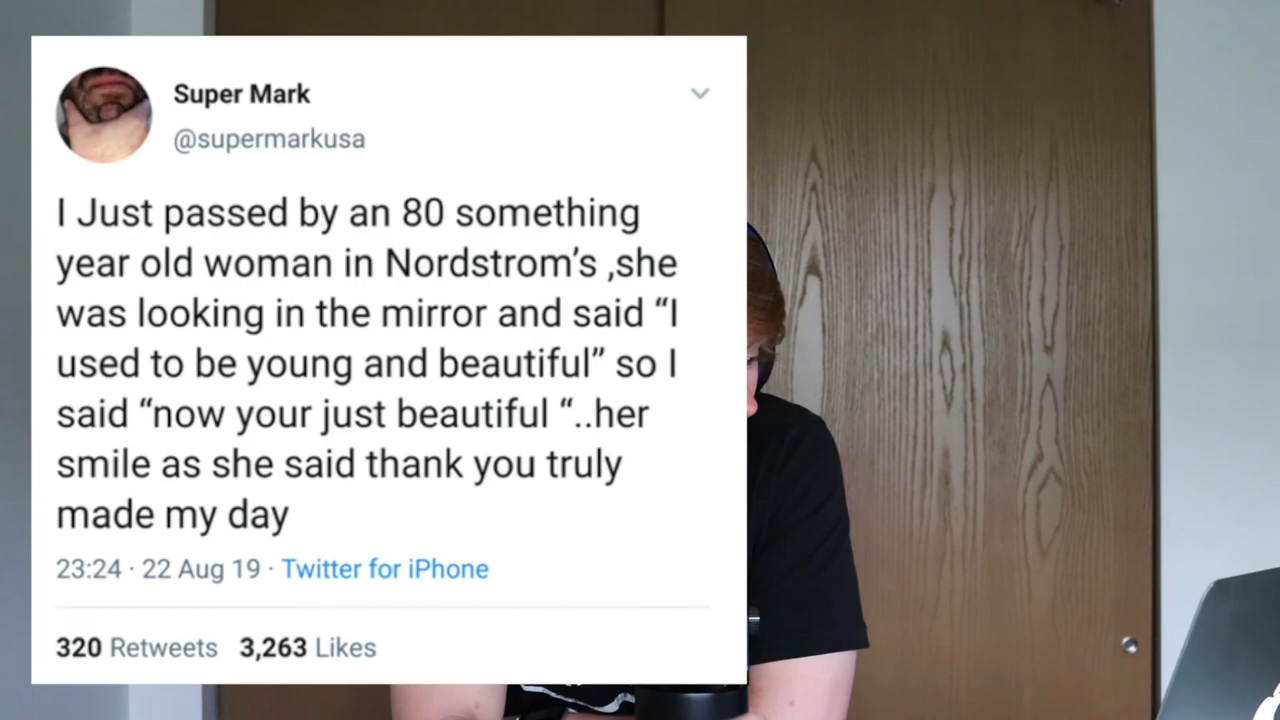 Super Mark
@supermarkusa
I Just passed by an 80 something
year old woman in Nordstrom’s ,she
was looking in the mirror and said “I
used to be young and beautiful” so I
said “now your just beautiful “..her
smile as she said thank you truly
made my day
23:24 · 22 Aug 19 · Twitter for iPhone
320 Retweets 3,263 Likes